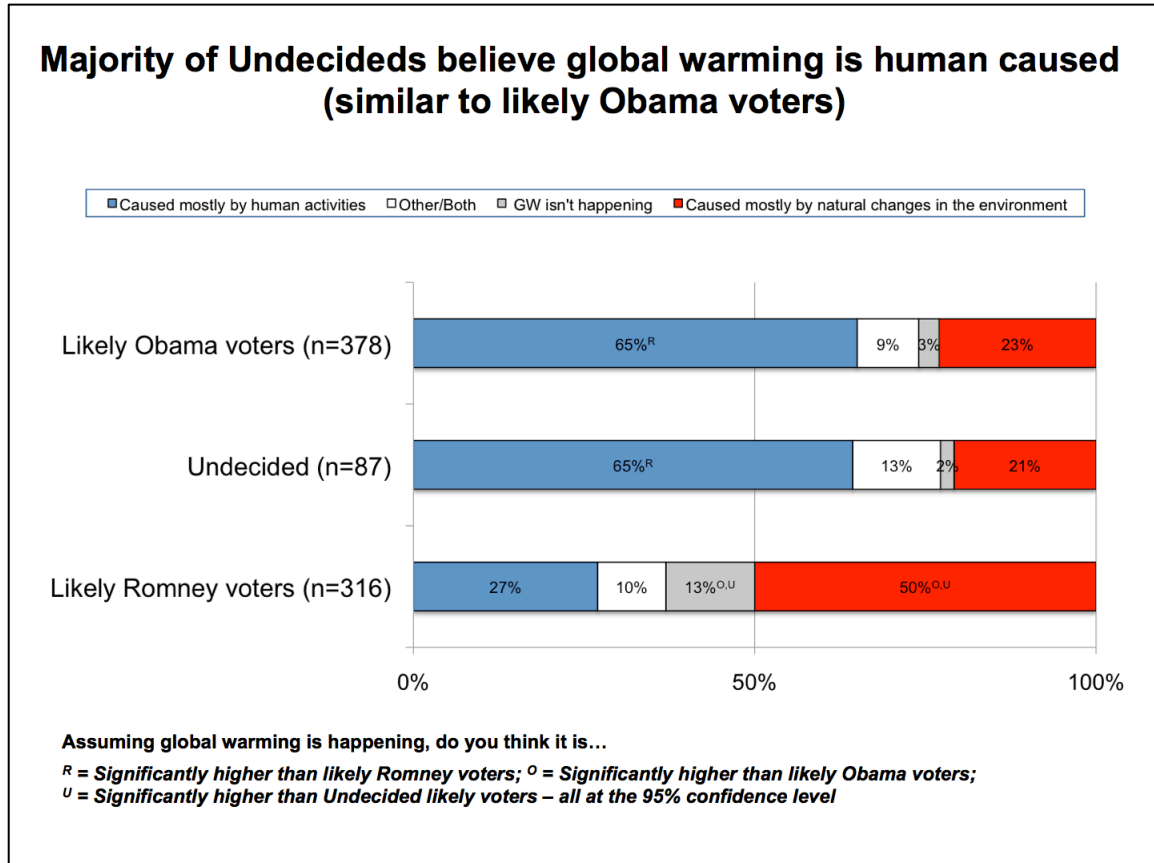 Majority of Undecideds believe global warming is human caused
(similar to likely Obama voters)
Caused mostly by human activities Other/Both GW isn't happening Caused mostly by natural changes in the environment
Likely Obama voters (n=378) 65%R 9% 3% 23%
Undecided (n=87) 65%R 13% 2% 21%
Likely Romney voters (n=316) 27% 10% 13%O,U 50%O,U
0% 50% 100%
Assuming global warming is happening, do you think it is…
R = Significantly higher than likely Romney voters; O = Significantly higher than likely Obama voters;
U = Significantly higher than Undecided likely voters – all at the 95% confidence level